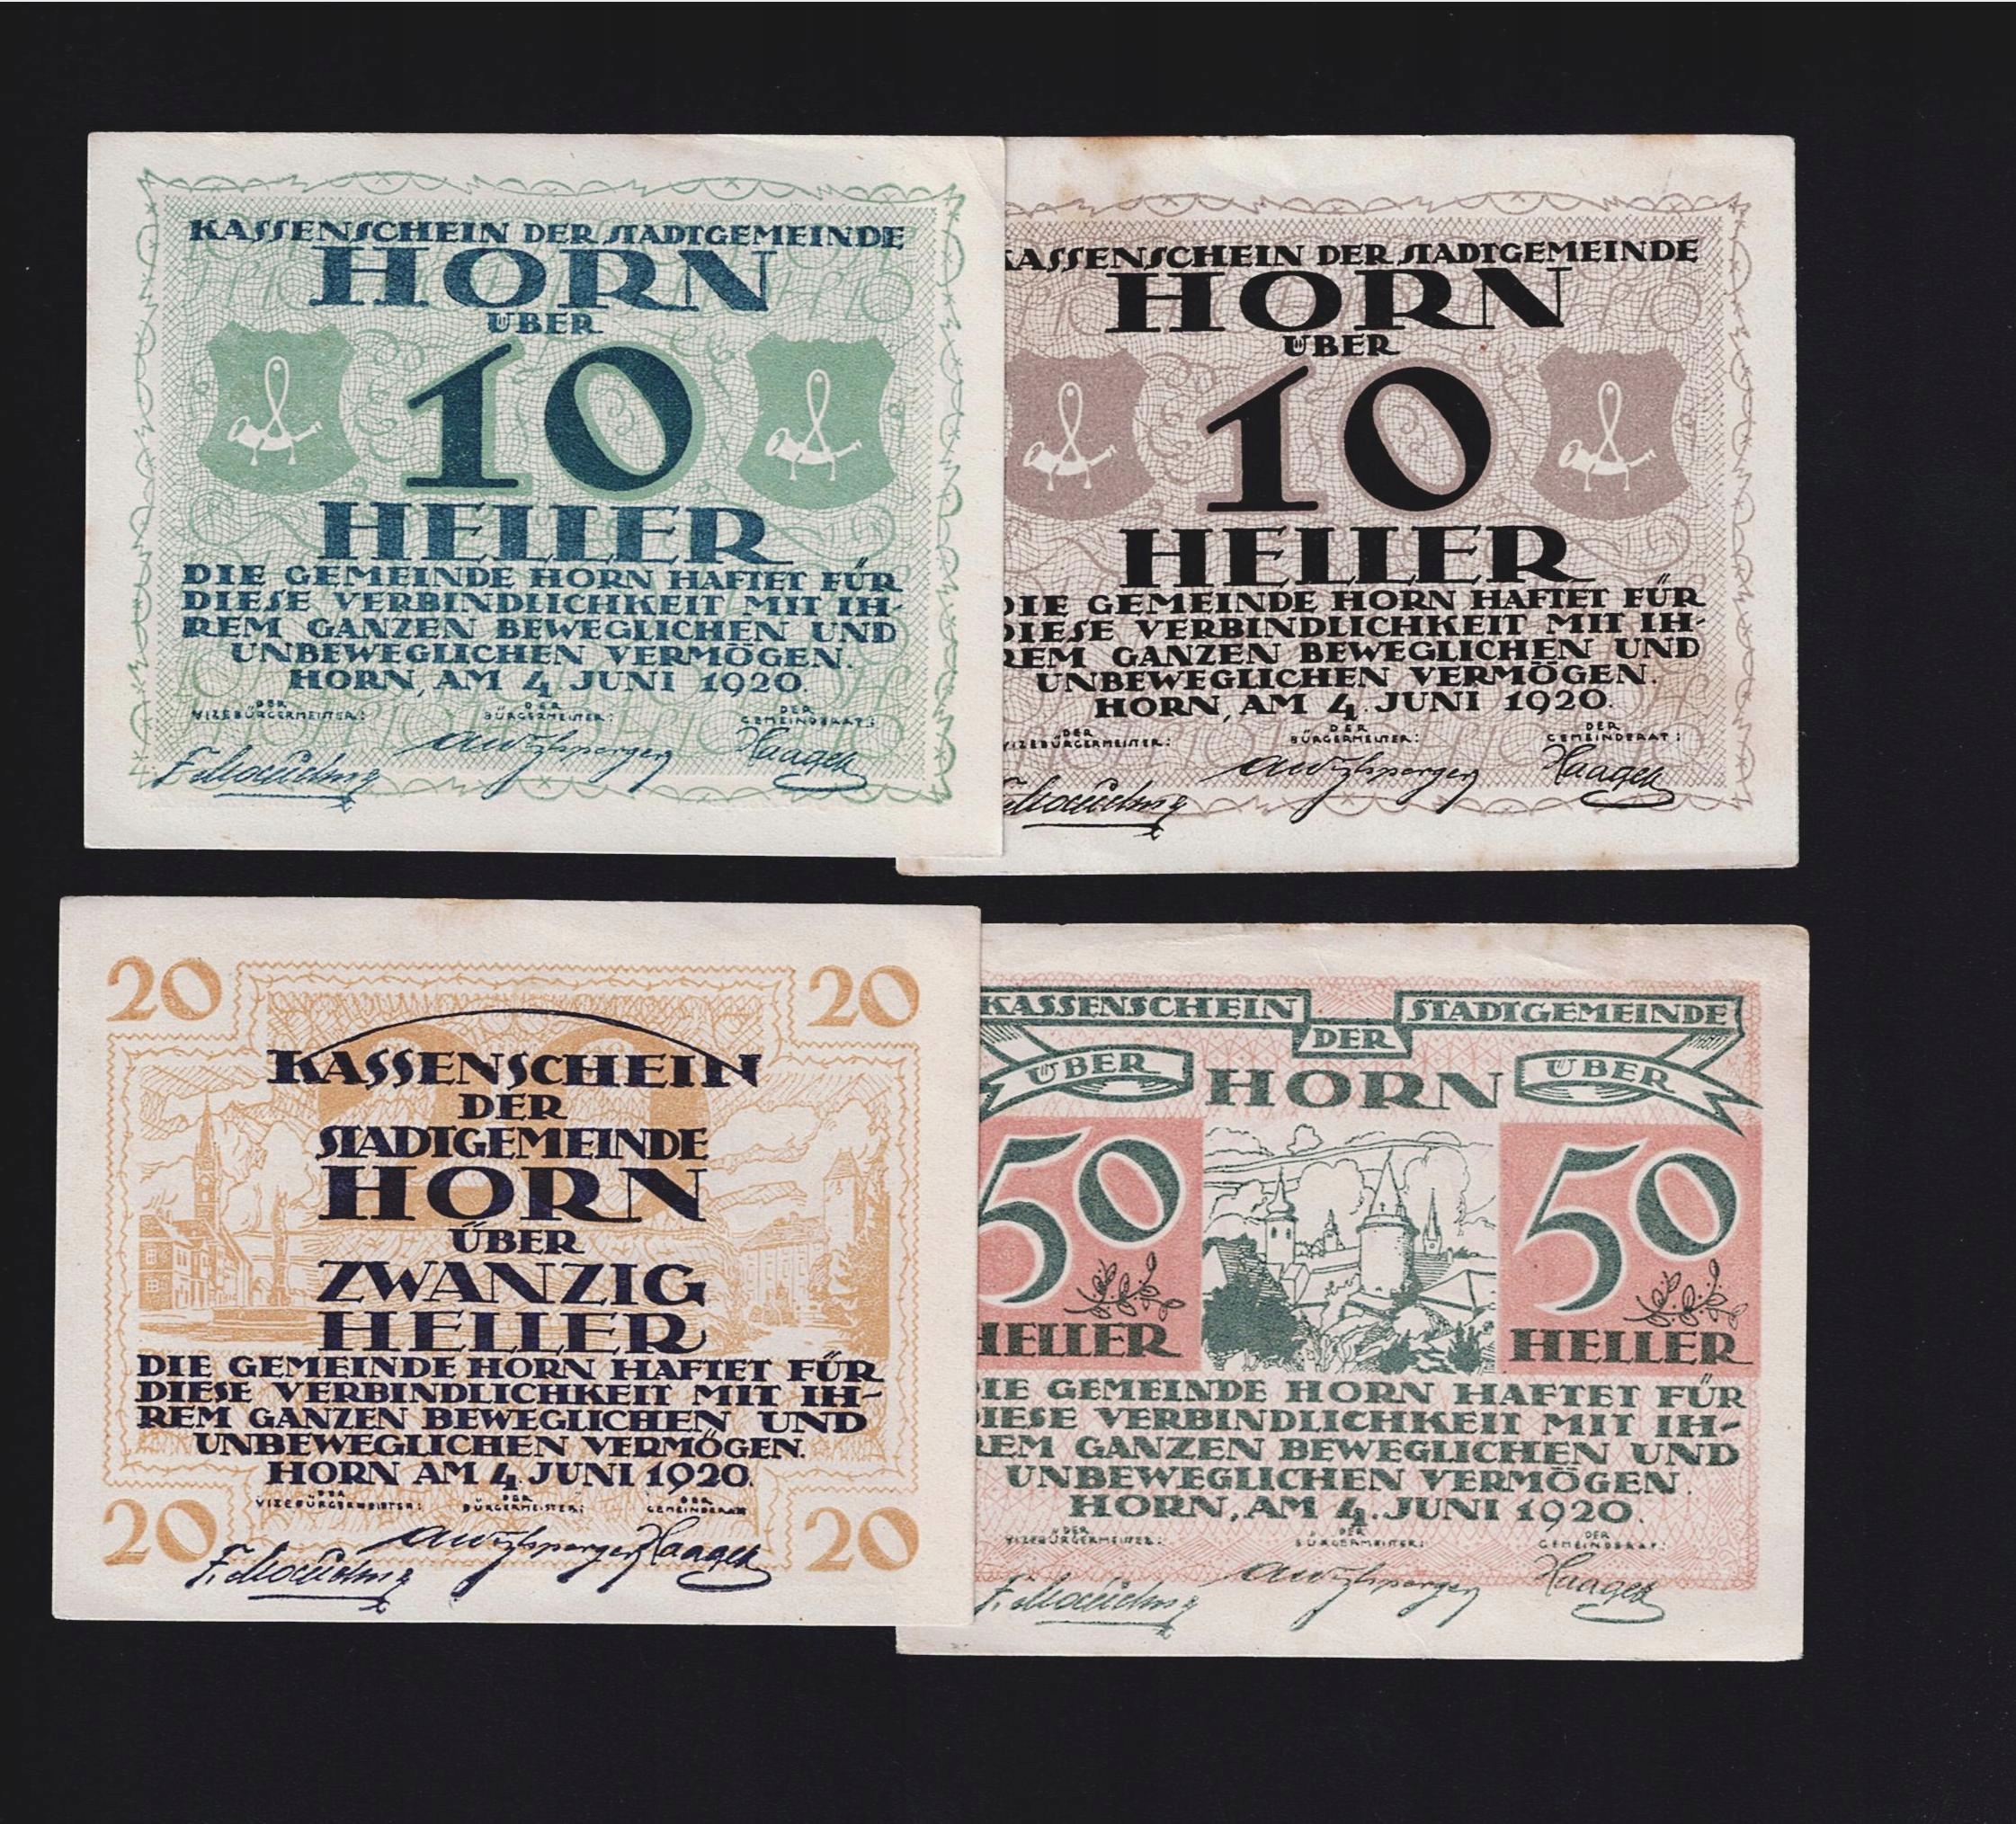 KASSENSCHEIN DER STADTGEMEINDE
HORN
ÜBER
10
HELLER
DIE GEMEINDE HORN HAFTET FÜR
DIESE VERBINDLICHKEIT MIT IH-
REM GANZEN BEWEGLICHEN UND
UNBEWEGLICHEN VERMÖGEN.
HORN, AM 4. JUNI 1920.
DER VIZEBÜRGERMEISTER:
DER BÜRGERMEISTER:
DER GEMEINDERAT:
KASSENSCHEIN DER STADTGEMEINDE
HORN
ÜBER
10
HELLER
DIE GEMEINDE HORN HAFTET FÜR
DIESE VERBINDLICHKEIT MIT IH-
REM GANZEN BEWEGLICHEN UND
UNBEWEGLICHEN VERMÖGEN.
HORN, AM 4. JUNI 1920.
DER VIZEBÜRGERMEISTER:
DER BÜRGERMEISTER:
DER GEMEINDERAT:
20 20
KASSENSCHEIN
DER
STADTGEMEINDE
HORN
ÜBER
ZWANZIG
HELLER
DIE GEMEINDE HORN HAFTET FÜR
DIESE VERBINDLICHKEIT MIT IH-
REM GANZEN BEWEGLICHEN UND
UNBEWEGLICHEN VERMÖGEN.
HORN AM 4. JUNI 1920.
DER VIZEBÜRGERMEISTER:
DER BÜRGERMEISTER:
DER GEMEINDERAT
20 20
KASSENSCHEIN DER STADTGEMEINDE
ÜBER HORN ÜBER
50 50
HELLER HELLER
DIE GEMEINDE HORN HAFTET FÜR
DIESE VERBINDLICHKEIT MIT IH-
REM GANZEN BEWEGLICHEN UND
UNBEWEGLICHEN VERMÖGEN.
HORN, AM 4. JUNI 1920.
DER VIZEBÜRGERMEISTER:
DER BÜRGERMEISTER:
DER GEMEINDERAT: